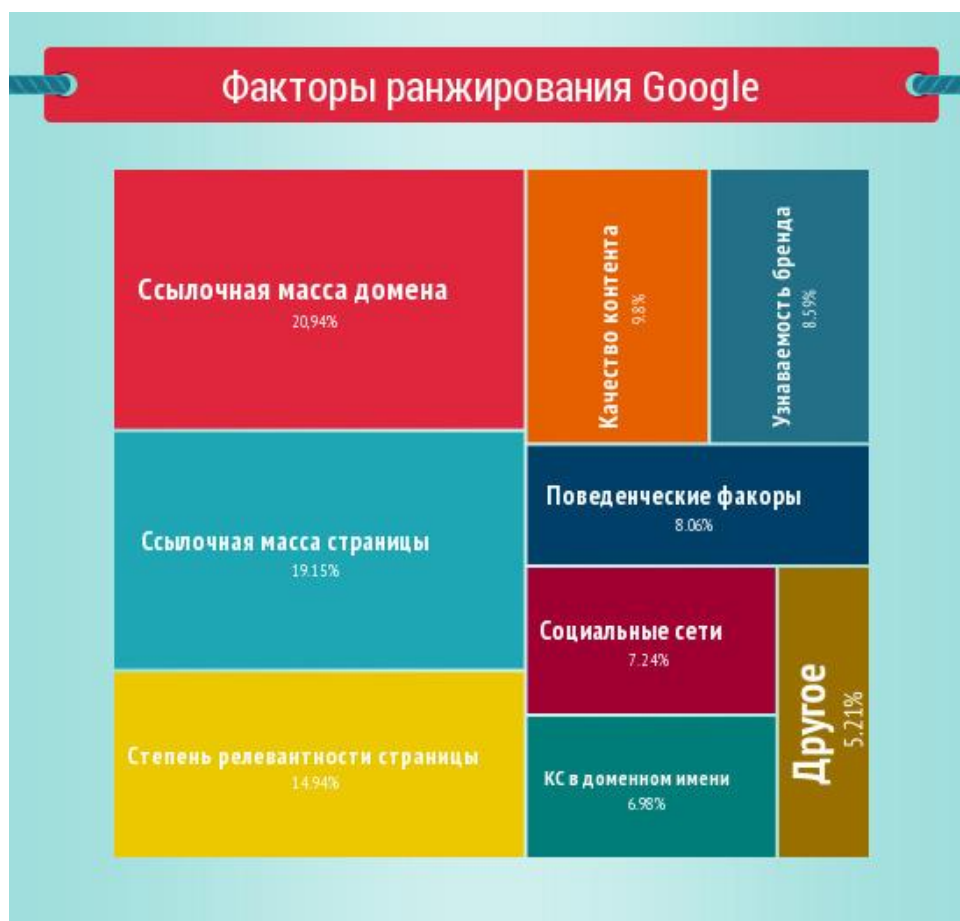 Факторы ранжирования Google
Ссылочная масса домена
20,94%
Ссылочная масса страницы
19.15%
Степень релевантности страницы
14.94%
Качество контента
9.8%
Узнаваемость бренда
8.59%
Поведенческие факоры
8.06%
Социальные сети
7.24%
КС в доменном имени
6.98%
Другое
5.21%